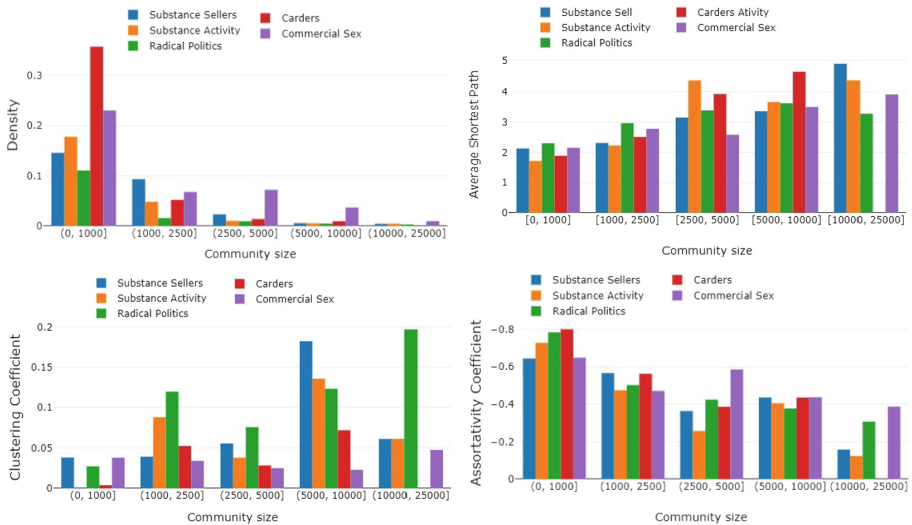 Substance Sellers
Carders
Substance Activity
Commercial Sex
Radical Politics
Density
0.3
0.2
0.1
0
(0, 1000]
(1000, 2500]
(2500, 5000]
(5000, 10000]
(10000, 25000]
Community size
Substance Sell
Carders Ativity
Substance Activity
Commercial Sex
Radical Politics
Average Shortest Path
5
4
3
2
1
0
[0, 1000]
[1000, 2500]
[2500, 5000]
[5000, 10000]
[10000, 25000]
Community size
Substance Sellers
Carders
Substance Activity
Commercial Sex
Radical Politics
Clustering Coefficient
0.2
0.15
0.1
0.05
0
(0, 1000]
(1000, 2500]
(2500, 5000]
(5000, 10000]
(10000, 25000]
Community size
Substance Sellers
Carders
Substance Activity
Commercial Sex
Radical Politics
Assortativity Coefficient
−0.8
−0.6
−0.4
−0.2
0
(0, 1000]
(1000, 2500]
(2500, 5000]
(5000, 10000]
(10000, 25000]
Community size